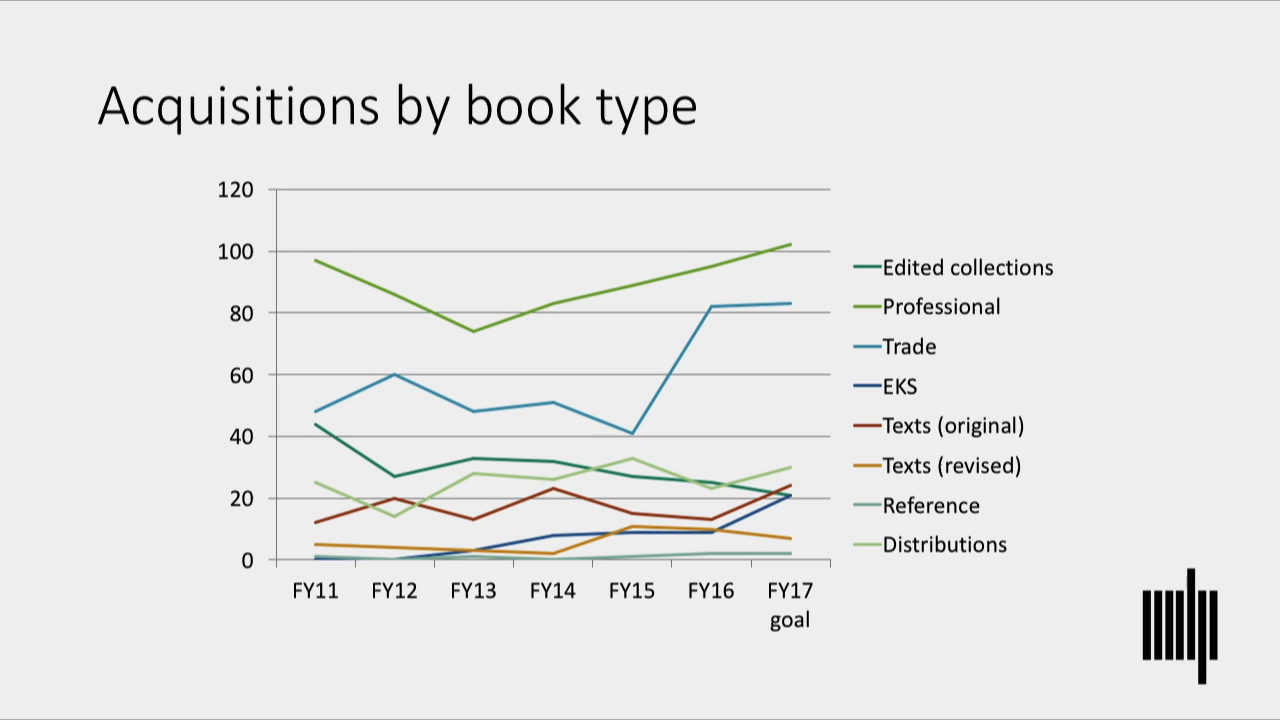 Acquisitions by book type
120
100
80
60
40
20
0
FY11 FY12 FY13 FY14 FY15 FY16 FY17
goal
Edited collections
Professional
Trade
EKS
Texts (original)
Texts (revised)
Reference
Distributions